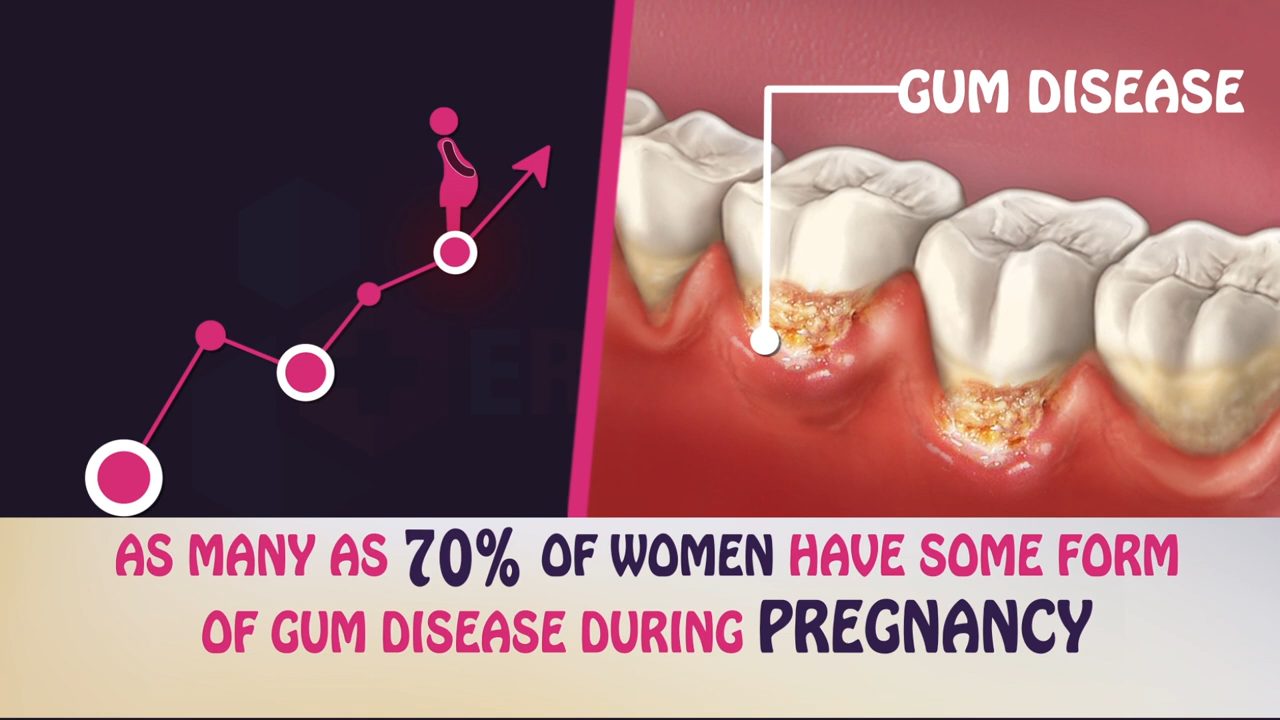 GUM DISEASE
AS MANY AS 70% OF WOMEN HAVE SOME FORM
OF GUM DISEASE DURING PREGNANCY